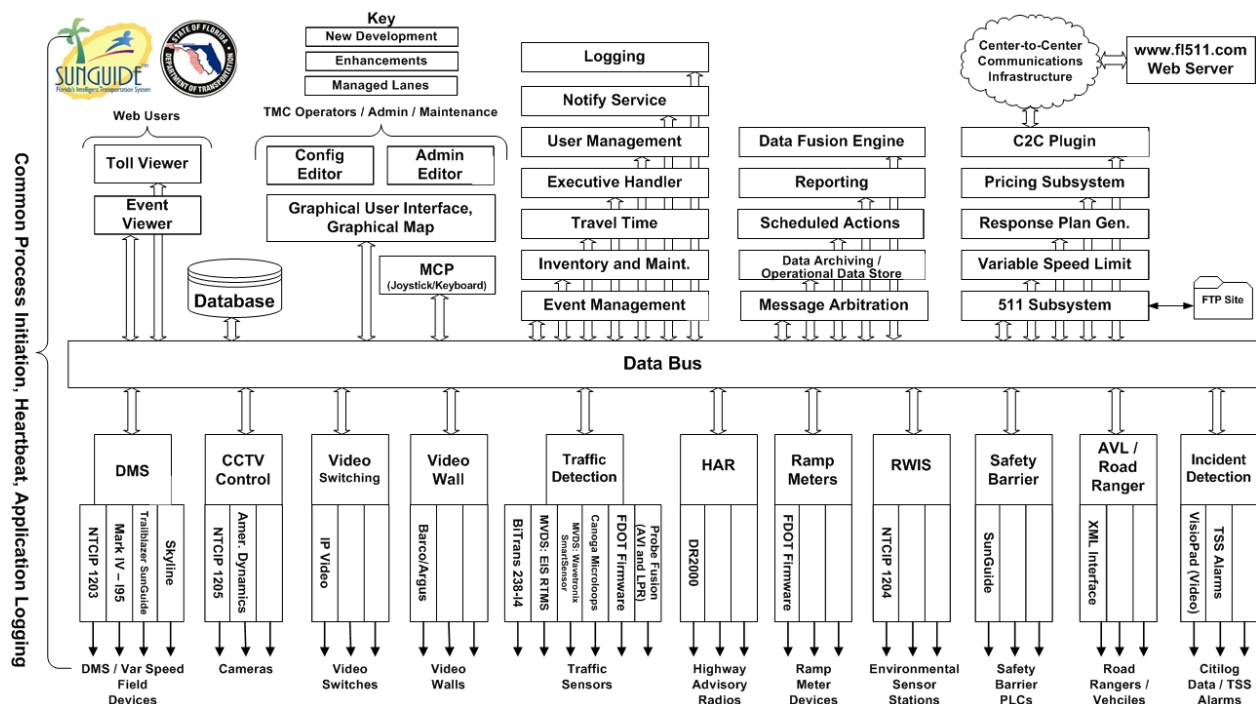 SUNGUIDE
Florida's Intelligent Transportation System
STATE OF FLORIDA
DEPARTMENT OF TRANSPORTATION
Key
New Development
Enhancements
Managed Lanes
Common Process Initiation, Heartbeat, Application Logging
Web Users
Toll Viewer
Event
Viewer
Database
TMC Operators / Admin / Maintenance
Config
Editor
Admin
Editor
Graphical User Interface,
Graphical Map
MCP
(Joystick/Keyboard)
Logging
Notify Service
User Management
Executive Handler
Travel Time
Inventory and Maint.
Event Management
Data Fusion Engine
Reporting
Scheduled Actions
Data Archiving /
Operational Data Store
Message Arbitration
Center-to-Center
Communications
Infrastructure
www.fl511.com
Web Server
C2C Plugin
Pricing Subsystem
Response Plan Gen.
Variable Speed Limit
511 Subsystem
FTP Site
Data Bus
DMS
NTCIP 1203
Mark IV – I95
Trailblazer SunGuide
Skyline
DMS / Var Speed
Field
Devices
CCTV
Control
NTCIP 1205
Amer. Dynamics
Cameras
Video
Switching
IP Video
Video
Switches
Video
Wall
Barco/Argus
Video
Walls
Traffic
Detection
BiTrans 238-I4
MVDS: EIS RTMS
MVDS: Wavetronix
SmartSensor
Canoga Microloops
FDOT Firmware
Probe Fusion
(AVI and LPR)
Traffic
Sensors
HAR
DR2000
Highway
Advisory
Radios
Ramp
Meters
FDOT Firmware
Ramp
Meter
Devices
RWIS
NTCIP 1204
Environmental
Sensor
Stations
Safety
Barrier
SunGuide
Safety
Barrier
PLCs
AVL /
Road
Ranger
XML Interface
Road
Rangers /
Vehciles
Incident
Detection
VisioPad (Video)
TSS Alarms
Citilog
Data / TSS
Alarms